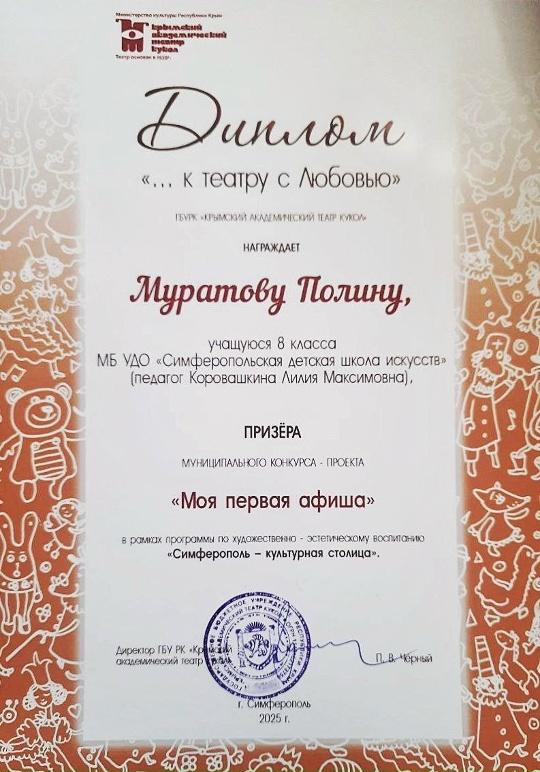 Министерство культуры Республики Крым
крымский
академический
театр
кукол
Театр основан в 1939г.
Диплом
«... к театру с Любовью»
ГБУРК «КРЫМСКИЙ АКАДЕМИЧЕСКИЙ ТЕАТР КУКОЛ»
НАГРАЖДАЕТ
Муратову Полину,
учащуюся 8 класса
МБ УДО «Симферопольская детская школа искусств»
(педагог Коровашкина Лилия Максимовна),
ПРИЗЁРА
МУНИЦИПАЛЬНОГО КОНКУРСА - ПРОЕКТА
«Моя первая афиша»
в рамках программы по художественно - эстетическому воспитанию
«Симферополь – культурная столица».
Директор ГБУ РК «Крымский
академический театр кукол»
П. В. Чёрный
г. Симферополь
2025 г.